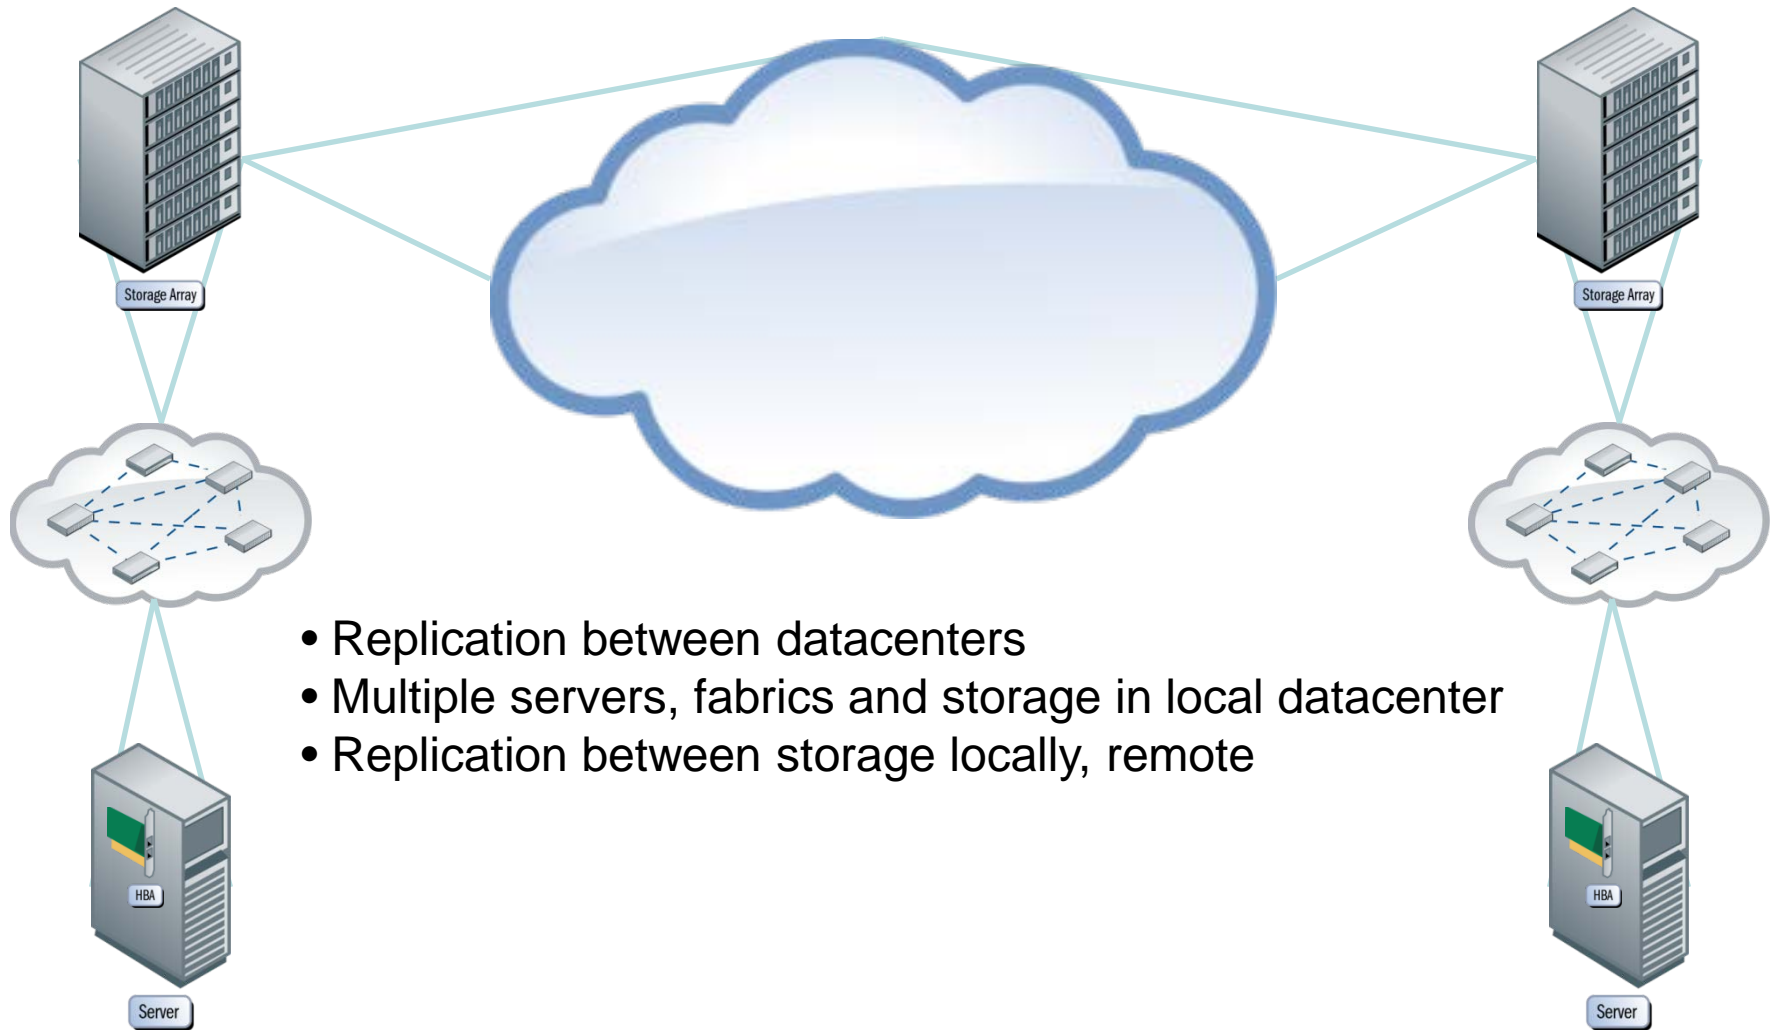 Storage Array
Storage Array
• Replication between datacenters
• Multiple servers, fabrics and storage in local datacenter
• Replication between storage locally, remote
HBA
HBA
Server
Server